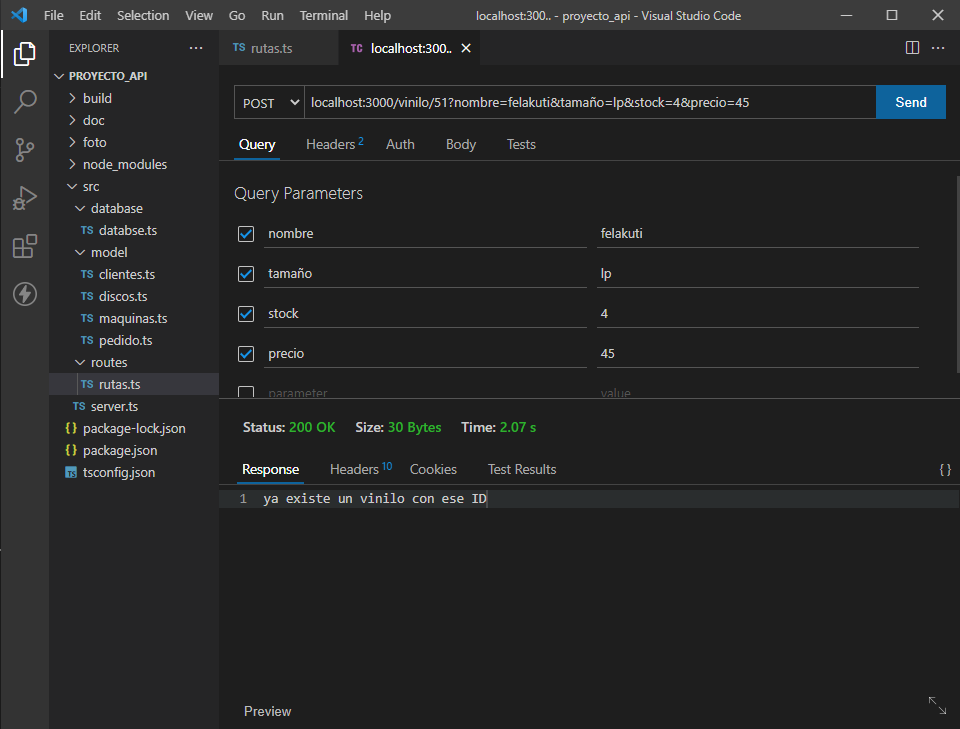 File Edit Selection View Go Run Terminal Help localhost:300.. - proyecto_api - Visual Studio Code
EXPLORER ···
PROYECTO_API
build
doc
foto
node_modules
src
database
TS databse.ts
model
TS clientes.ts
TS discos.ts
TS maquinas.ts
TS pedido.ts
routes
TS rutas.ts
TS server.ts
{} package-lock.json
{} package.json
TS tsconfig.json
TS rutas.ts
TC localhost:300..
POST localhost:3000/vinilo/51?nombre=felakuti&tamaño=lp&stock=4&precio=45 Send
Query Headers 2 Auth Body Tests
Query Parameters
nombre felakuti
tamaño lp
stock 4
precio 45
parameter value
Status: 200 OK Size: 30 Bytes Time: 2.07 s
Response Headers 10 Cookies Test Results {}
1 ya existe un vinilo con ese ID
Preview